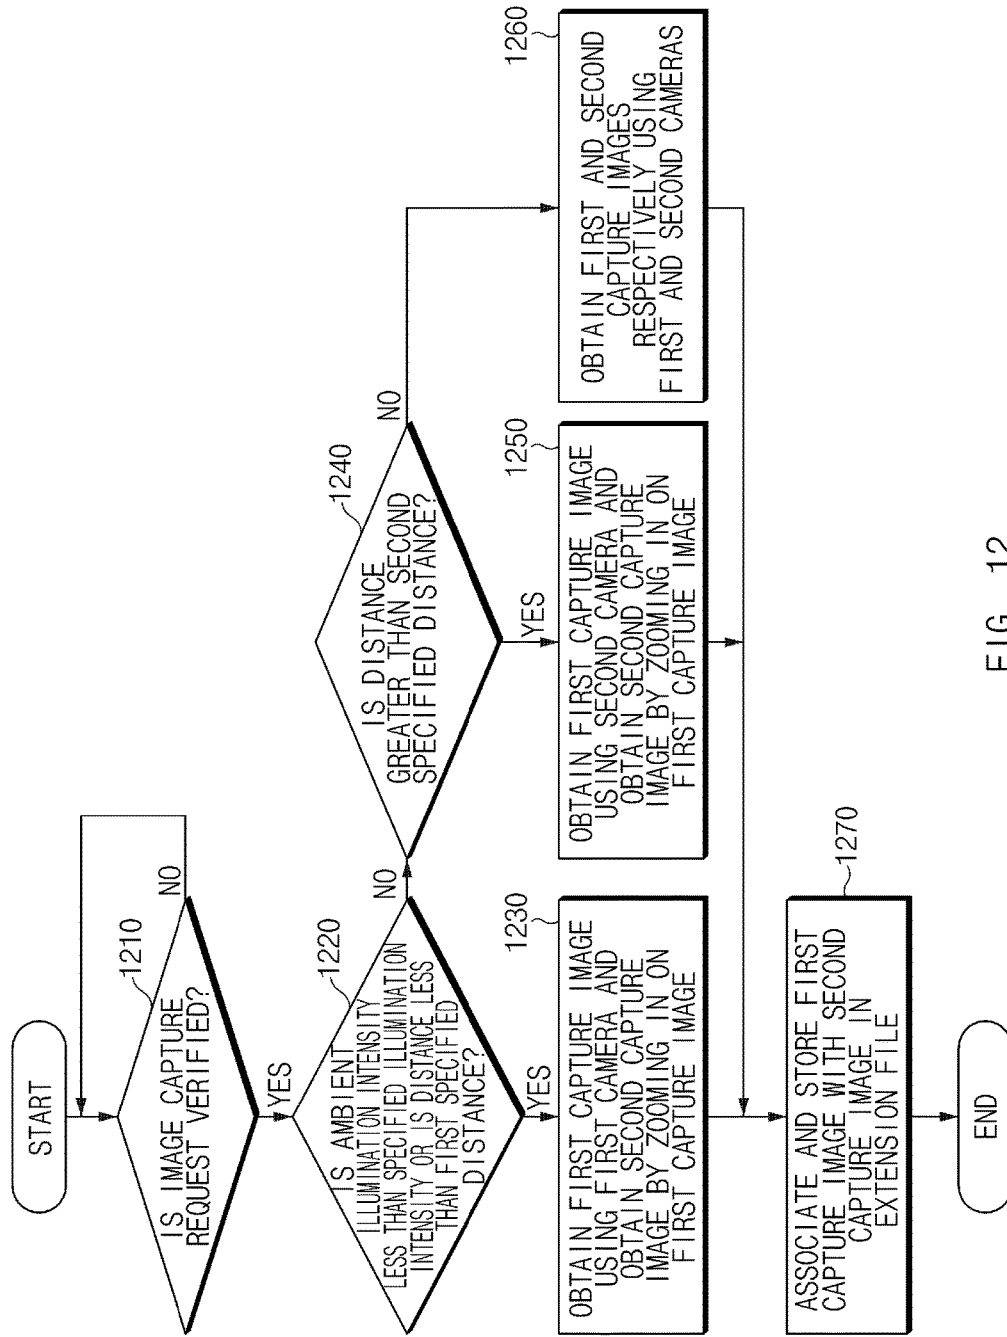 START
1210
IS IMAGE CAPTURE
REQUEST VERIFIED?
NO
YES
1220
IS AMBIENT
ILLUMINATION INTENSITY
LESS THAN SPECIFIED ILLUMINATION
INTENSITY OR IS DISTANCE LESS
THAN FIRST SPECIFIED
DISTANCE?
NO
YES
1240
IS DISTANCE
GREATER THAN SECOND
SPECIFIED DISTANCE?
NO
YES
1230
OBTAIN FIRST CAPTURE IMAGE
USING FIRST CAMERA AND
OBTAIN SECOND CAPTURE
IMAGE BY ZOOMING IN ON
FIRST CAPTURE IMAGE
1250
OBTAIN FIRST CAPTURE IMAGE
USING SECOND CAMERA AND
OBTAIN SECOND CAPTURE
IMAGE BY ZOOMING IN ON
FIRST CAPTURE IMAGE
1260
OBTAIN FIRST AND SECOND
CAPTURE IMAGES
RESPECTIVELY USING
FIRST AND SECOND CAMERAS
1270
ASSOCIATE AND STORE FIRST
CAPTURE IMAGE WITH SECOND
CAPTURE IMAGE IN
EXTENSION FILE
END
FIG. 12